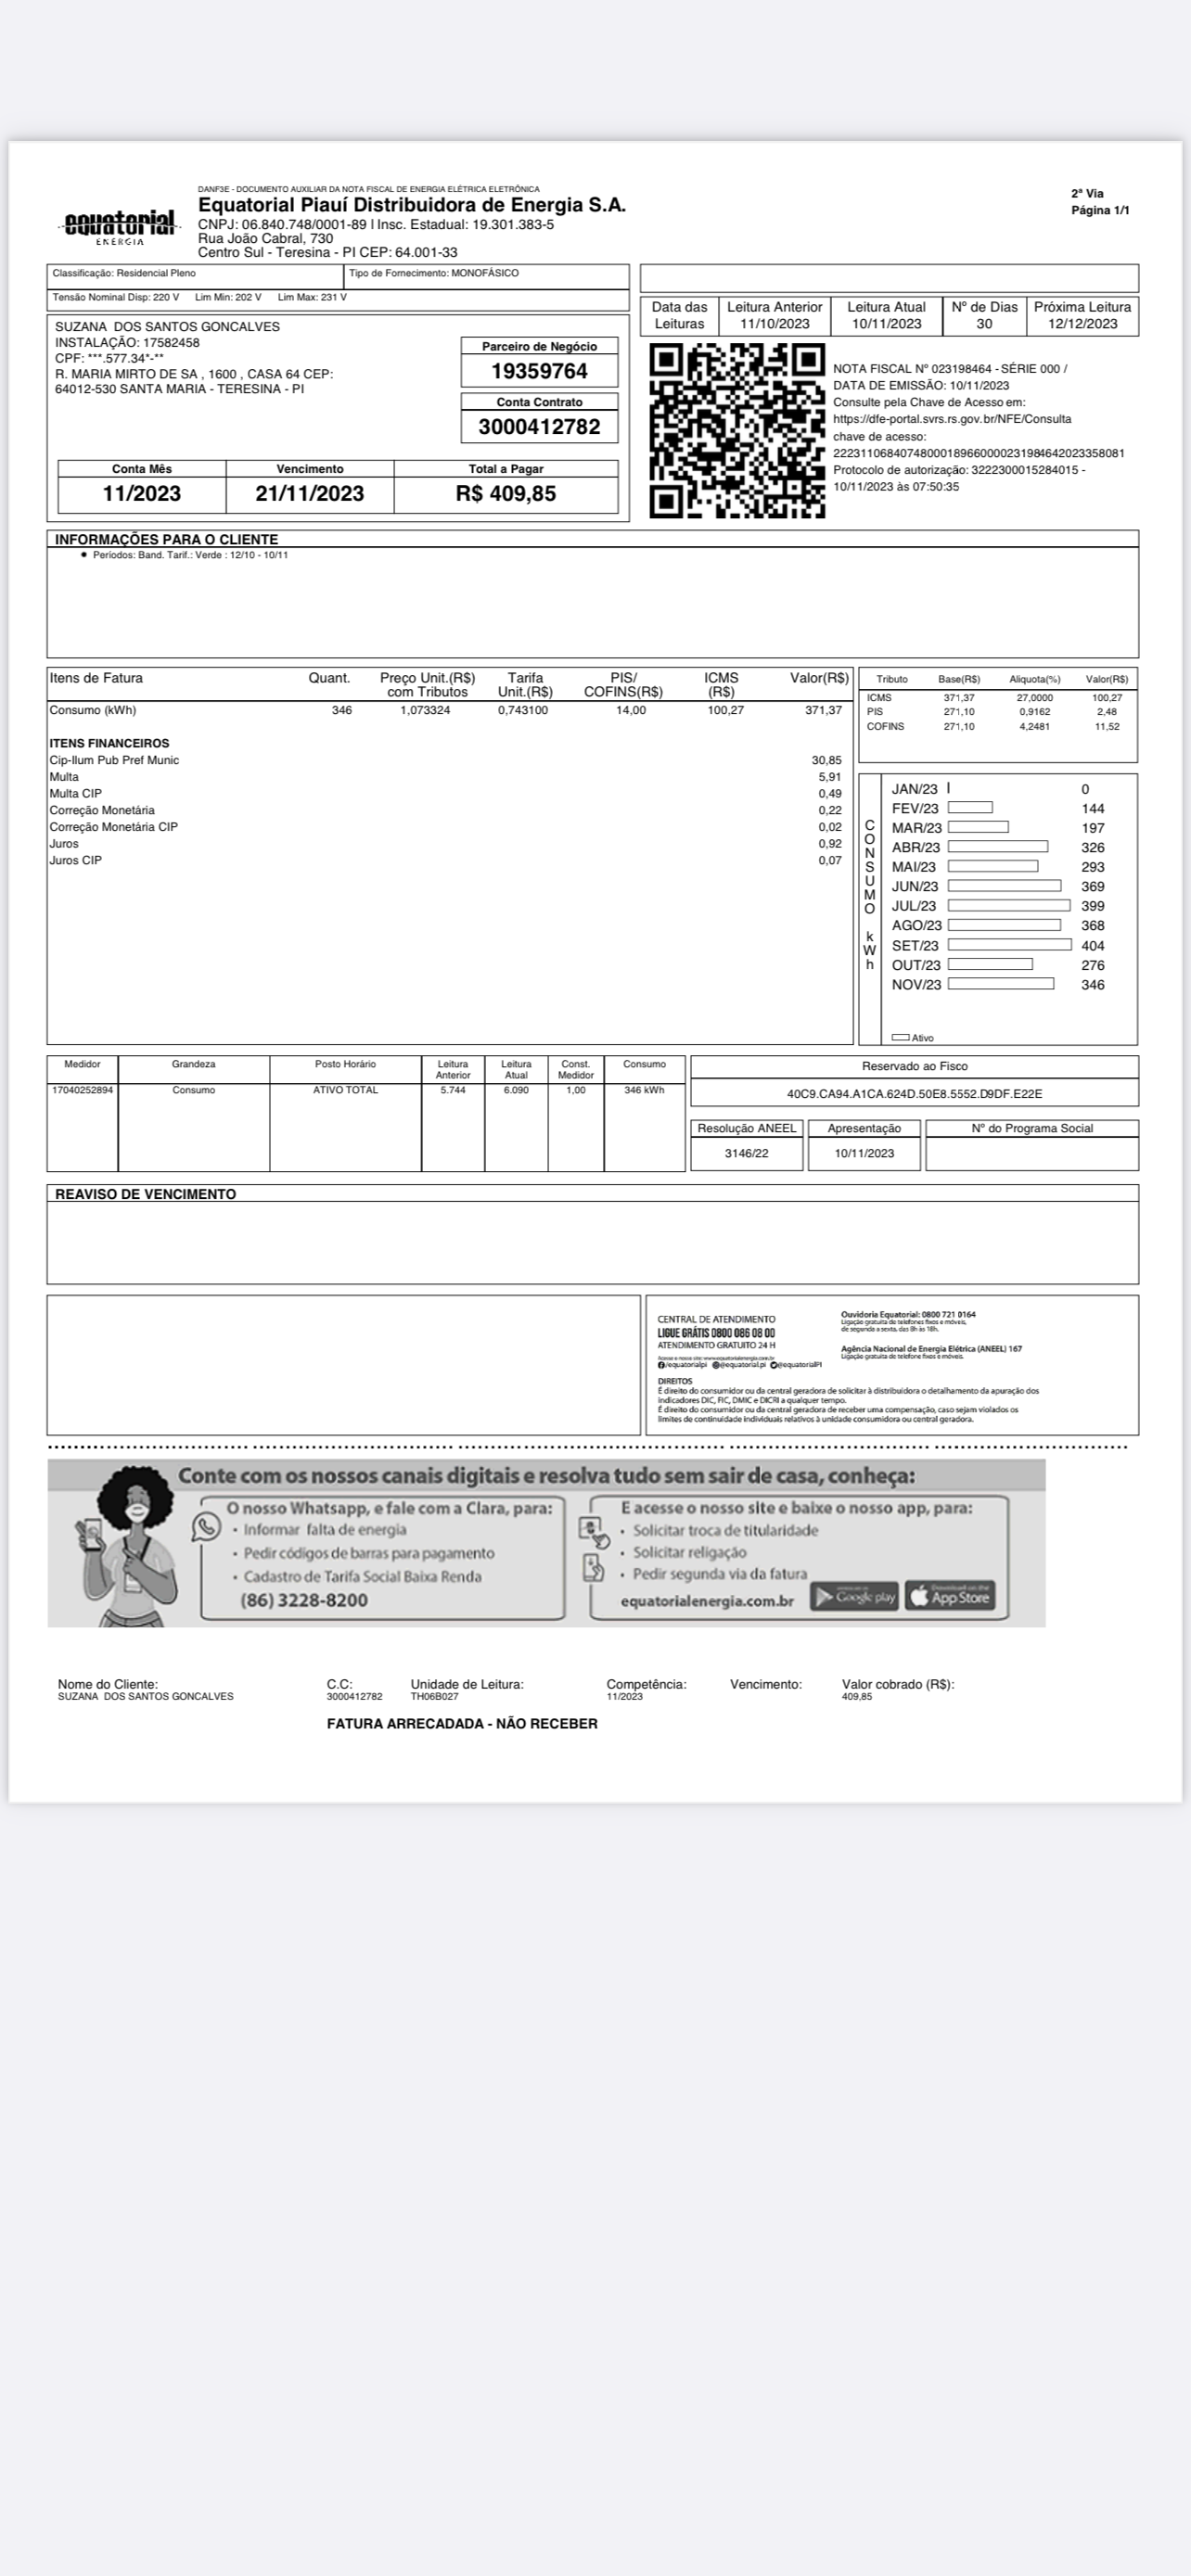 DANF3E - DOCUMENTO AUXILIAR DA NOTA FISCAL DE ENERGIA ELÉTRICA ELETRÔNICA
Equatorial Piauí Distribuidora de Energia S.A.
CNPJ: 06.840.748/0001-89 | Insc. Estadual: 19.301.383-5
Rua João Cabral, 730
Centro Sul - Teresina - PI CEP: 64.001-33
equatorial
ENERGIA
2ª Via
Página 1/1
Classificação: Residencial Pleno
Tipo de Fornecimento: MONOFÁSICO
Tensão Nominal Disp: 220 V Lim Min: 202 V Lim Max: 231 V
SUZANA DOS SANTOS GONCALVES
INSTALAÇÃO: 17582458
CPF: ***.577.34*-**
R. MARIA MIRTO DE SA , 1600 , CASA 64 CEP:
64012-530 SANTA MARIA - TERESINA - PI
Parceiro de Negócio
19359764
Conta Contrato
3000412782
Conta Mês Vencimento Total a Pagar
11/2023 21/11/2023 R$ 409,85
Data das Leituras Leitura Anterior Leitura Atual Nº de Dias Próxima Leitura
11/10/2023 10/11/2023 30 12/12/2023
NOTA FISCAL Nº 023198464 - SÉRIE 000 /
DATA DE EMISSÃO: 10/11/2023
Consulte pela Chave de Acesso em:
https://dfe-portal.svrs.rs.gov.br/NFE/Consulta
chave de acesso:
22231106840748000189660000231984642023358081
Protocolo de autorização: 3222300015284015 -
10/11/2023 às 07:50:35
INFORMAÇÕES PARA O CLIENTE
• Períodos: Band. Tarif.: Verde : 12/10 - 10/11
Itens de Fatura Quant. Preço Unit.(R$) com Tributos Tarifa Unit.(R$) PIS/ COFINS(R$) ICMS (R$) Valor(R$)
Consumo (kWh) 346 1,073324 0,743100 14,00 100,27 371,37
ITENS FINANCEIROS
Cip-Ilum Pub Pref Munic 30,85
Multa 5,91
Multa CIP 0,49
Correção Monetária 0,22
Correção Monetária CIP 0,02
Juros 0,92
Juros CIP 0,07
Tributo Base(R$) Aliquota(%) Valor(R$)
ICMS 371,37 27,0000 100,27
PIS 271,10 0,9162 2,48
COFINS 271,10 4,2481 11,52
CONSUMO kWh
JAN/23 0
FEV/23 144
MAR/23 197
ABR/23 326
MAI/23 293
JUN/23 369
JUL/23 399
AGO/23 368
SET/23 404
OUT/23 276
NOV/23 346
Ativo
Medidor Grandeza Posto Horário Leitura Anterior Leitura Atual Const. Medidor Consumo
17040252894 Consumo ATIVO TOTAL 5.744 6.090 1,00 346 kWh
Reservado ao Fisco
40C9.CA94.A1CA.624D.50E8.5552.D9DF.E22E
Resolução ANEEL Apresentação Nº do Programa Social
3146/22 10/11/2023
REAVISO DE VENCIMENTO
CENTRAL DE ATENDIMENTO
LIGUE GRÁTIS 0800 086 08 00
ATENDIMENTO GRATUITO 24 H
Acesse o nosso site: www.equatorialenergia.com.br
/equatorialpi @equatorial.pi @equatorialPI
Ouvidoria Equatorial: 0800 721 0164
Ligação gratuita de telefones fixos e móveis,
de segunda a sexta, das 8h às 18h.
Agência Nacional de Energia Elétrica (ANEEL) 167
Ligação gratuita de telefone fixos e móveis.
DIREITOS
É direito do consumidor ou da central geradora de solicitar à distribuidora o detalhamento da apuração dos
indicadores DIC, FIC, DMIC e DICRI a qualquer tempo.
É direito do consumidor ou da central geradora de receber uma compensação, caso sejam violados os
limites de continuidade individuais relativos à unidade consumidora ou central geradora.
Conte com os nossos canais digitais e resolva tudo sem sair de casa, conheça:
O nosso Whatsapp, e fale com a Clara, para:
• Informar falta de energia
• Pedir códigos de barras para pagamento
• Cadastro de Tarifa Social Baixa Renda
(86) 3228-8200
E acesse o nosso site e baixe o nosso app, para:
• Solicitar troca de titularidade
• Solicitar religação
• Pedir segunda via da fatura
equatorialenergia.com.br
Google play
Download on the
App Store
Nome do Cliente: C.C: Unidade de Leitura: Competência: Vencimento: Valor cobrado (R$):
SUZANA DOS SANTOS GONCALVES 3000412782 TH06B027 11/2023 409,85
FATURA ARRECADADA - NÃO RECEBER